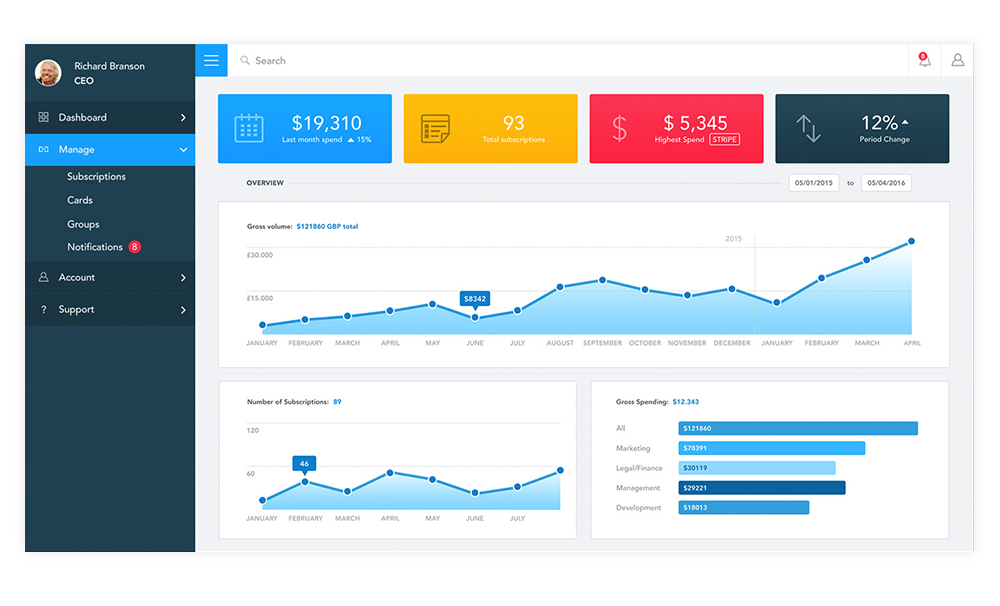 Richard Branson
CEO
Dashboard
Manage
Subscriptions
Cards
Groups
Notifications 8
Account
? Support
Search
8
$19,310
Last month spend 15%
93
Total subscriptions
$ 5,345
Highest Spend STRIPE
12%
Period Change
OVERVIEW
05/01/2015 to 05/04/2016
Gross volume: $121860 GBP total
2015
£30.000
£15.000
$8342
JANUARY FEBRUARY MARCH APRIL MAY JUNE JULY AUGUST SEPTEMBER OCTOBER NOVEMBER DECEMBER JANUARY FEBRUARY MARCH APRIL
Number of Subscriptions: 89
120
60
46
JANUARY FEBRUARY MARCH APRIL MAY JUNE JULY
Gross Spending: $12.343
All $121860
Marketing $78391
Legal/Finance $30119
Management $29221
Development $18013